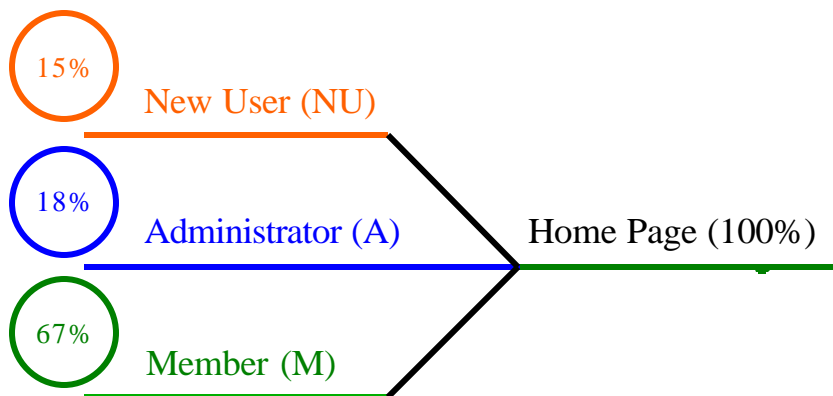 15%
New User (NU)
18%
Administrator (A)
Home Page (100%)
67%
Member (M)